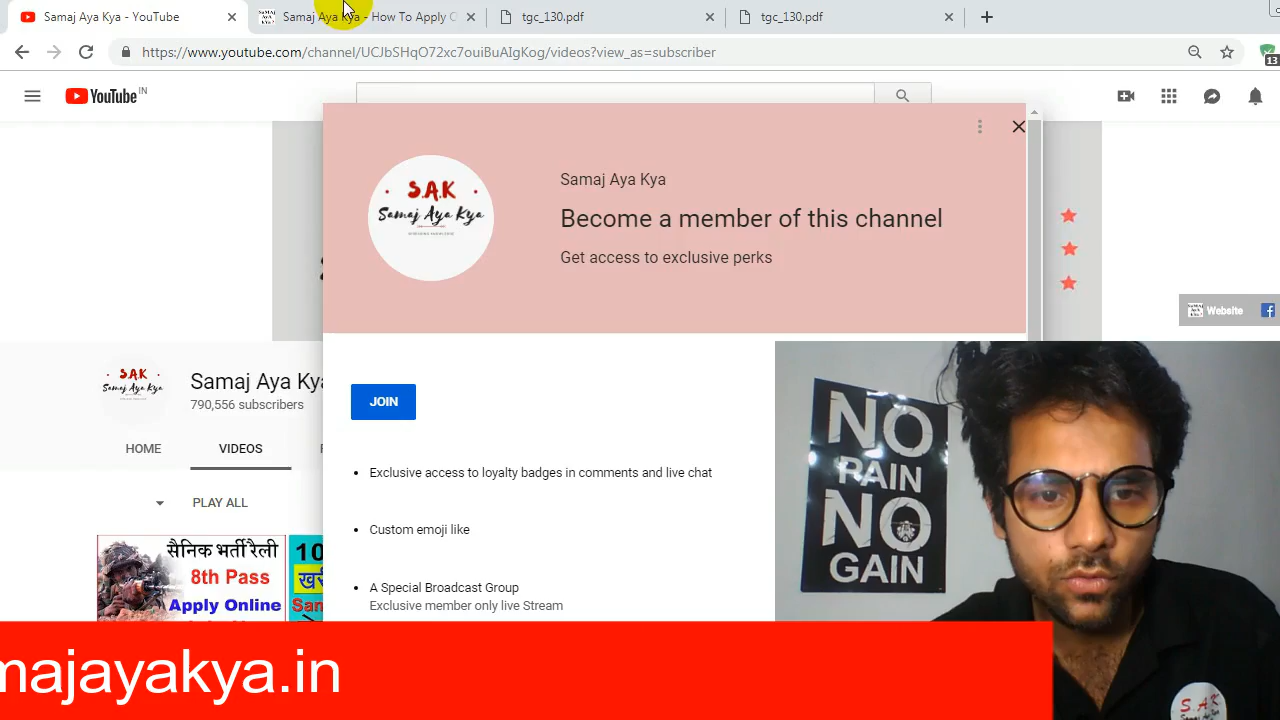 Samaj Aya Kya - YouTube
Samaj Aya Kya - How To Apply O
tgc_130.pdf
tgc_130.pdf
https://www.youtube.com/channel/UCJbSHqO72xc7ouiBuAIgKog/videos?view_as=subscriber
13
YouTube IN
S.A.K
Samaj Aya Kya
Samaj Aya Kya
Become a member of this channel
Get access to exclusive perks
Website
Samaj Aya Kya
790,556 subscribers
JOIN
HOME
VIDEOS
Exclusive access to loyalty badges in comments and live chat
PLAY ALL
Custom emoji like
सैनिक भर्ती रैली
8th Pass
Apply Online
A Special Broadcast Group
Exclusive member only live Stream
NO
PAIN
NO
GAIN
majayakya.in
S.A.K